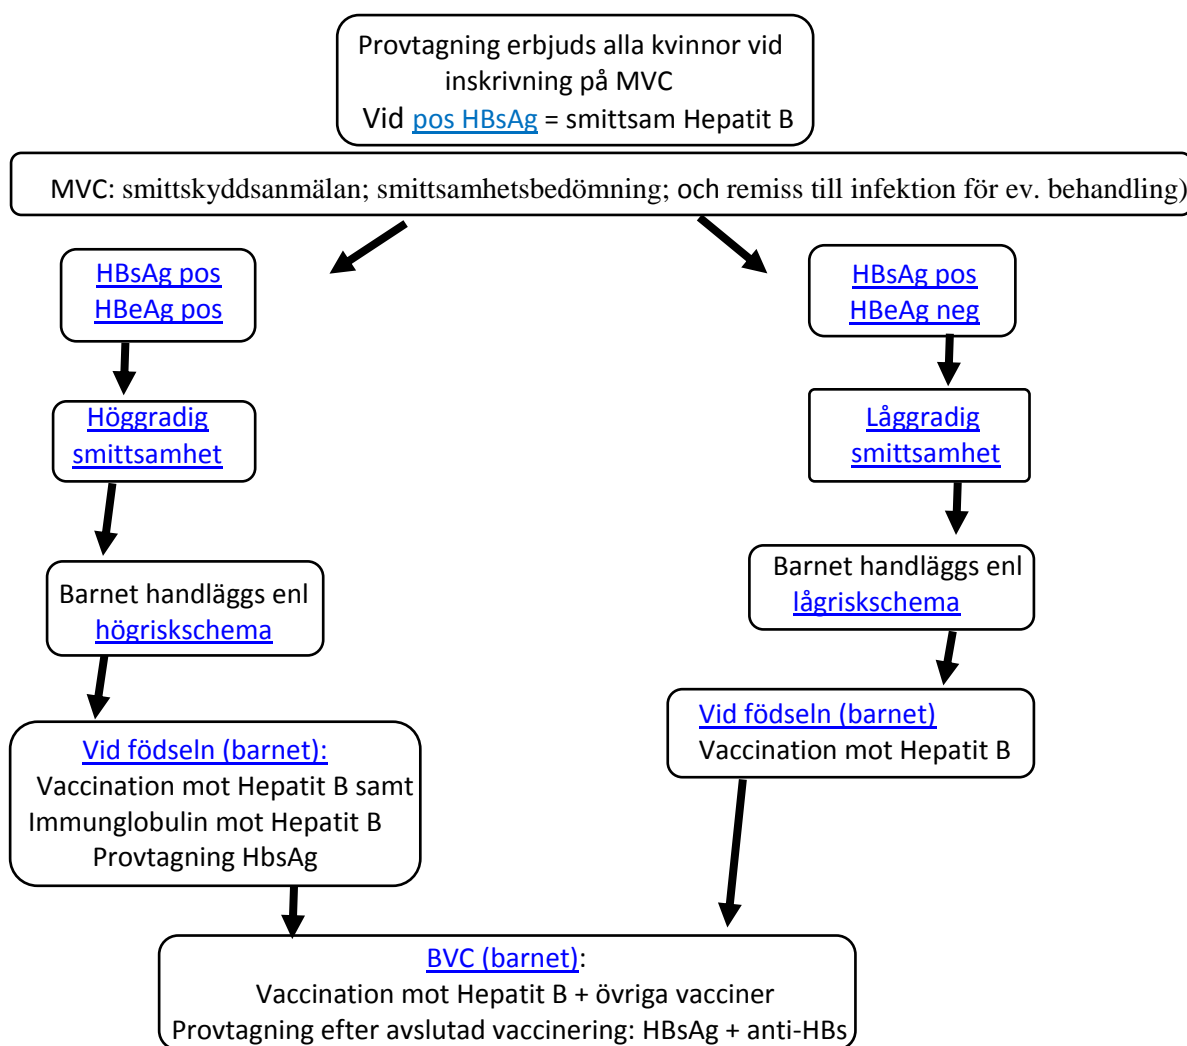 Provtagning erbjuds alla kvinnor vid
inskrivning på MVC
Vid pos HBsAg = smittsam Hepatit B
MVC: smittskyddsanmälan; smittsamhetsbedömning; och remiss till infektion för ev. behandling)
HBsAg pos
HBeAg pos
HBsAg pos
HBeAg neg
Höggradig
smittsamhet
Låggradig
smittsamhet
Barnet handläggs enl
högriskschema
Barnet handläggs enl
lågriskschema
Vid födseln (barnet):
Vaccination mot Hepatit B samt
Immunglobulin mot Hepatit B
Provtagning HbsAg
Vid födseln (barnet)
Vaccination mot Hepatit B
BVC (barnet):
Vaccination mot Hepatit B + övriga vacciner
Provtagning efter avslutad vaccinering: HBsAg + anti-HBs